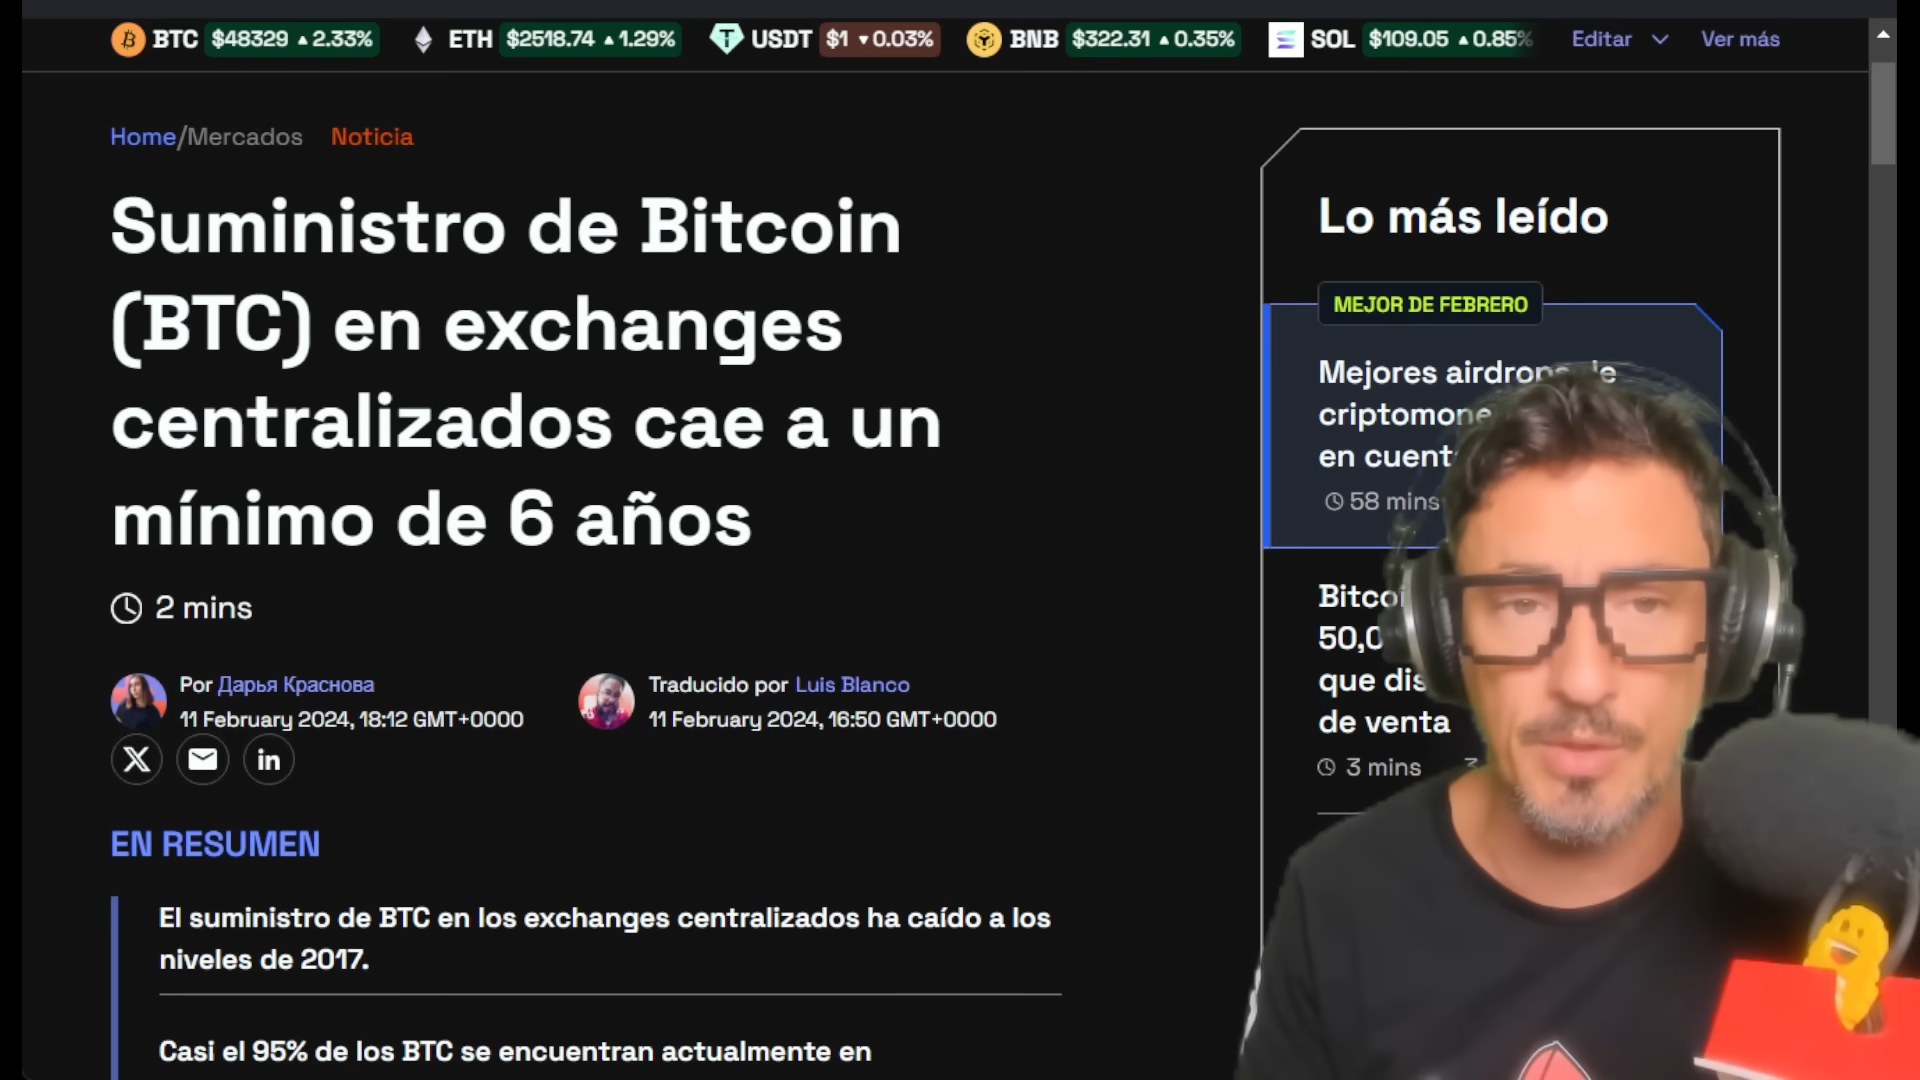 BTC $48329 ▲ 2.33% ETH $2518.74 ▲ 1.29% USDT $1 ▼ 0.03% BNB $322.31 ▲ 0.35% SOL $109.05 ▲ 0.85% Editar Ver más
Home/Mercados Noticia
Suministro de Bitcoin
(BTC) en exchanges
centralizados cae a un
mínimo de 6 años
2 mins
Por Дарья Краснова
11 February 2024, 18:12 GMT+0000
Traducido por Luis Blanco
11 February 2024, 16:50 GMT+0000
EN RESUMEN
El suministro de BTC en los exchanges centralizados ha caído a los
niveles de 2017.
Casi el 95% de los BTC se encuentran actualmente en
Lo más leído
MEJOR DE FEBRERO
Mejores
en
58 mins
que
de venta
3 mins